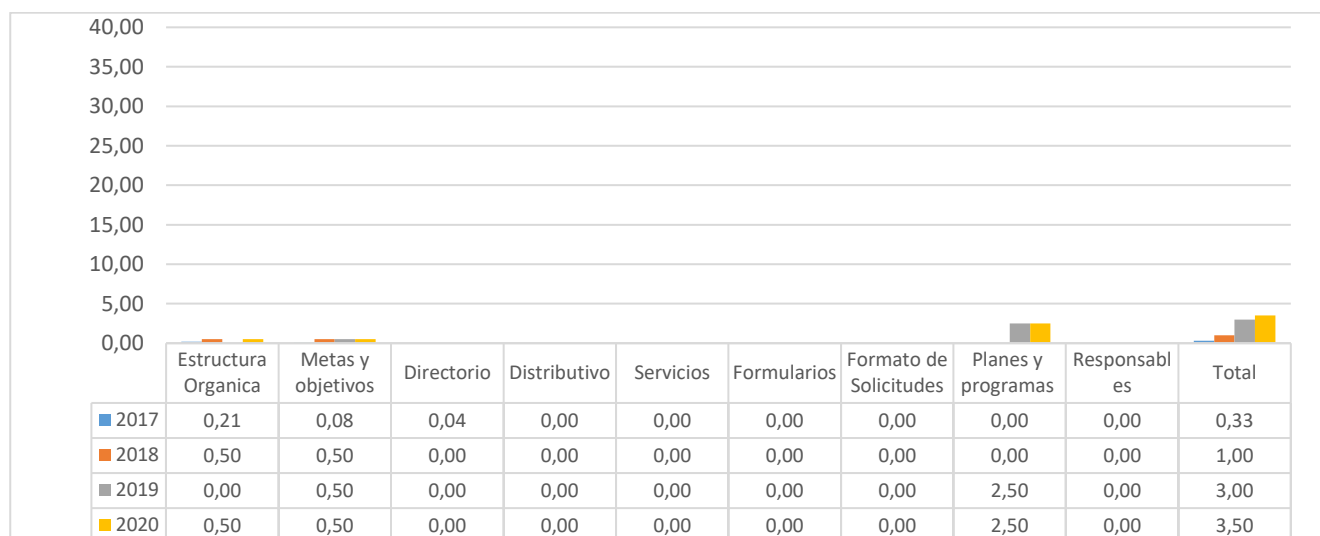 40,00
35,00
30,00
25,00
20,00
15,00
10,00
5,00
0,00
Estructura Organica Metas y objetivos Directorio Distributivo Servicios Formularios Formato de Solicitudes Planes y programas Responsabl es Total
2017 0,21 0,08 0,04 0,00 0,00 0,00 0,00 0,00 0,00 0,33
2018 0,50 0,50 0,00 0,00 0,00 0,00 0,00 0,00 0,00 1,00
2019 0,00 0,50 0,00 0,00 0,00 0,00 0,00 2,50 0,00 3,00
2020 0,50 0,50 0,00 0,00 0,00 0,00 0,00 2,50 0,00 3,50